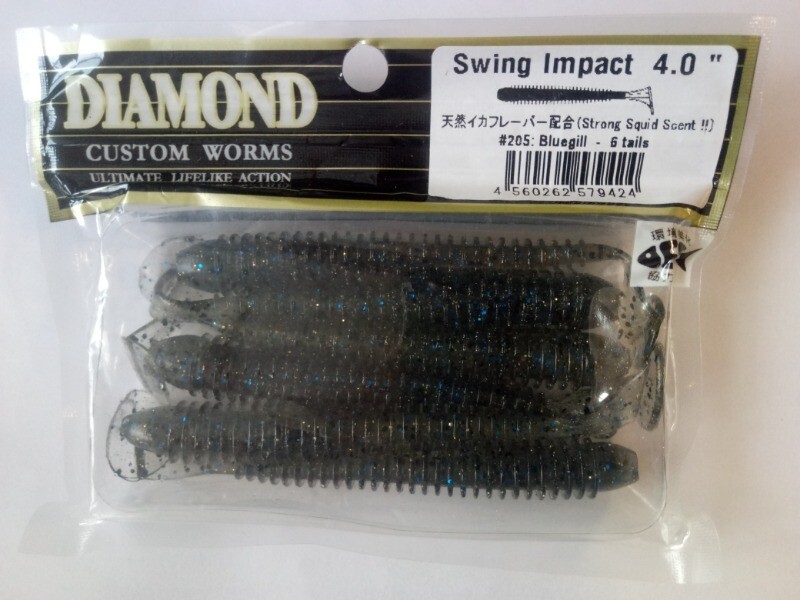 DIAMOND
CUSTOM WORMS
ULTIMATE LIFELIKE ACTION
Swing Impact 4.0 "
天然イカフレーバー配合(Strong Squid Scent !!)
#205: Bluegill - 6 tails
4 560262 579424